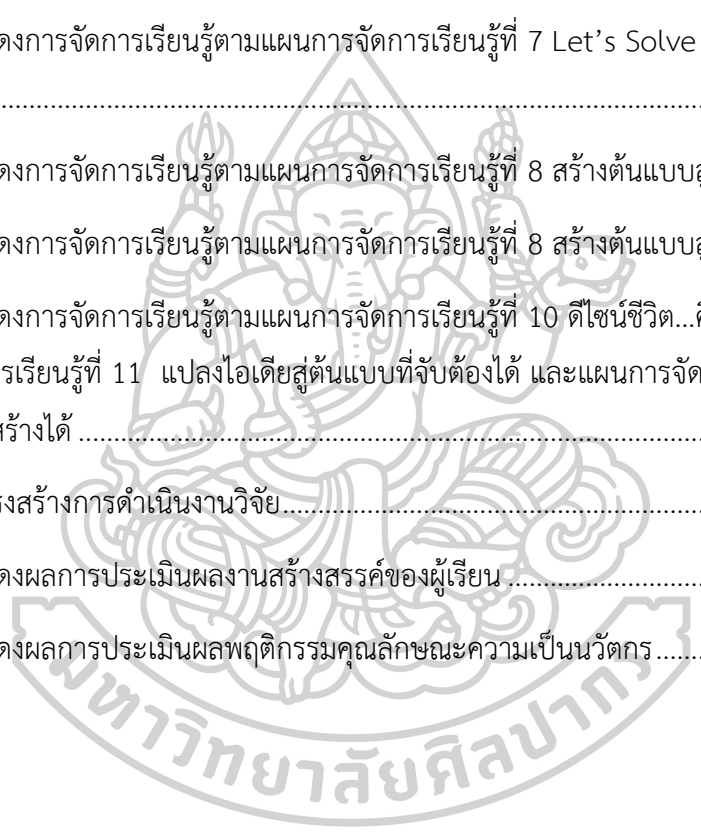 ดงการจัดการเรียนรู้ตามแผนการจัดการเรียนรู้ที่ 7 Let's Solve
................................................................................
ดงการจัดการเรียนรู้ตามแผนการจัดการเรียนรู้ที่ 8 สร้างต้นแบบ
ดงการจัดการเรียนรู้ตามแผนการจัดการเรียนรู้ที่ 8 สร้างต้นแบบ
ดงการจัดการเรียนรู้ตามแผนการจัดการเรียนรู้ที่ 10 ดีไซน์ชีวิต...
รเรียนรู้ที่ 11 แปลงไอเดียสู่ต้นแบบที่จับต้องได้ และแผนการจัด
สร้างได้ ................................................................................
รงสร้างการดำเนินงานวิจัย................................................................
ดงผลการประเมินผลงานสร้างสรรค์ของผู้เรียน ................................
ดงผลการประเมินผลพฤติกรรมคุณลักษณะความเป็นนวัตกร........
มหาวิทยาลัยศิลปากร